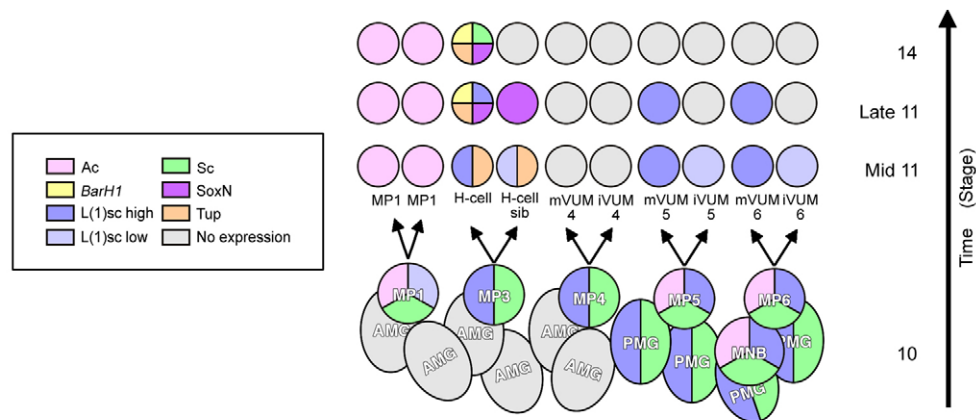 14
Late 11
Mid 11
10
Time (Stage)
Ac
BarH1
L(1)sc high
L(1)sc low
Sc
SoxN
Tup
No expression
MP1 MP1 H-cell H-cell sib mVUM 4 iVUM 4 mVUM 5 iVUM 5 mVUM 6 iVUM 6
MP1 MP3 MP4 MP5 MP6
AMG AMG AMG PMG PMG MNB PMG
AMG AMG AMG PMG